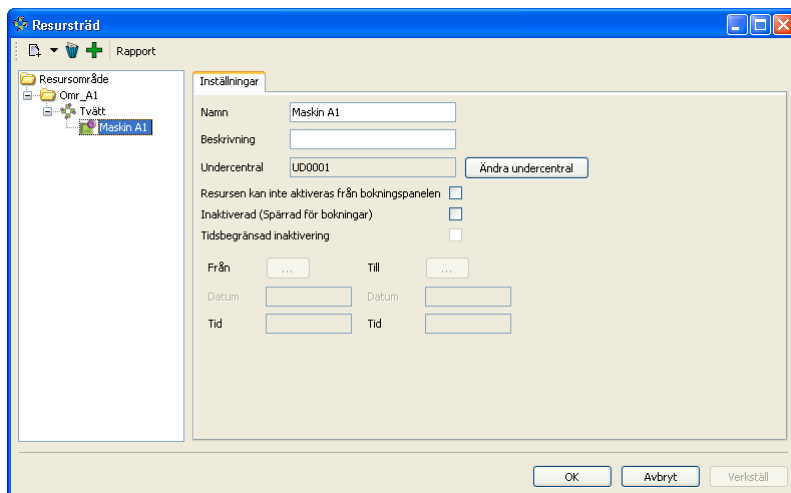 Resursträd
Rapport
Resursområde
Omr_A1
Tvätt
Maskin A1
Inställningar
Namn Maskin A1
Beskrivning
Undercentral UD0001 Ändra undercentral
Resursen kan inte aktiveras från bokningspanelen
Inaktiverad (Spärrad för bokningar)
Tidsbegränsad inaktivering
Från ... Till ...
Datum Datum
Tid Tid
OK Avbryt Verkställ